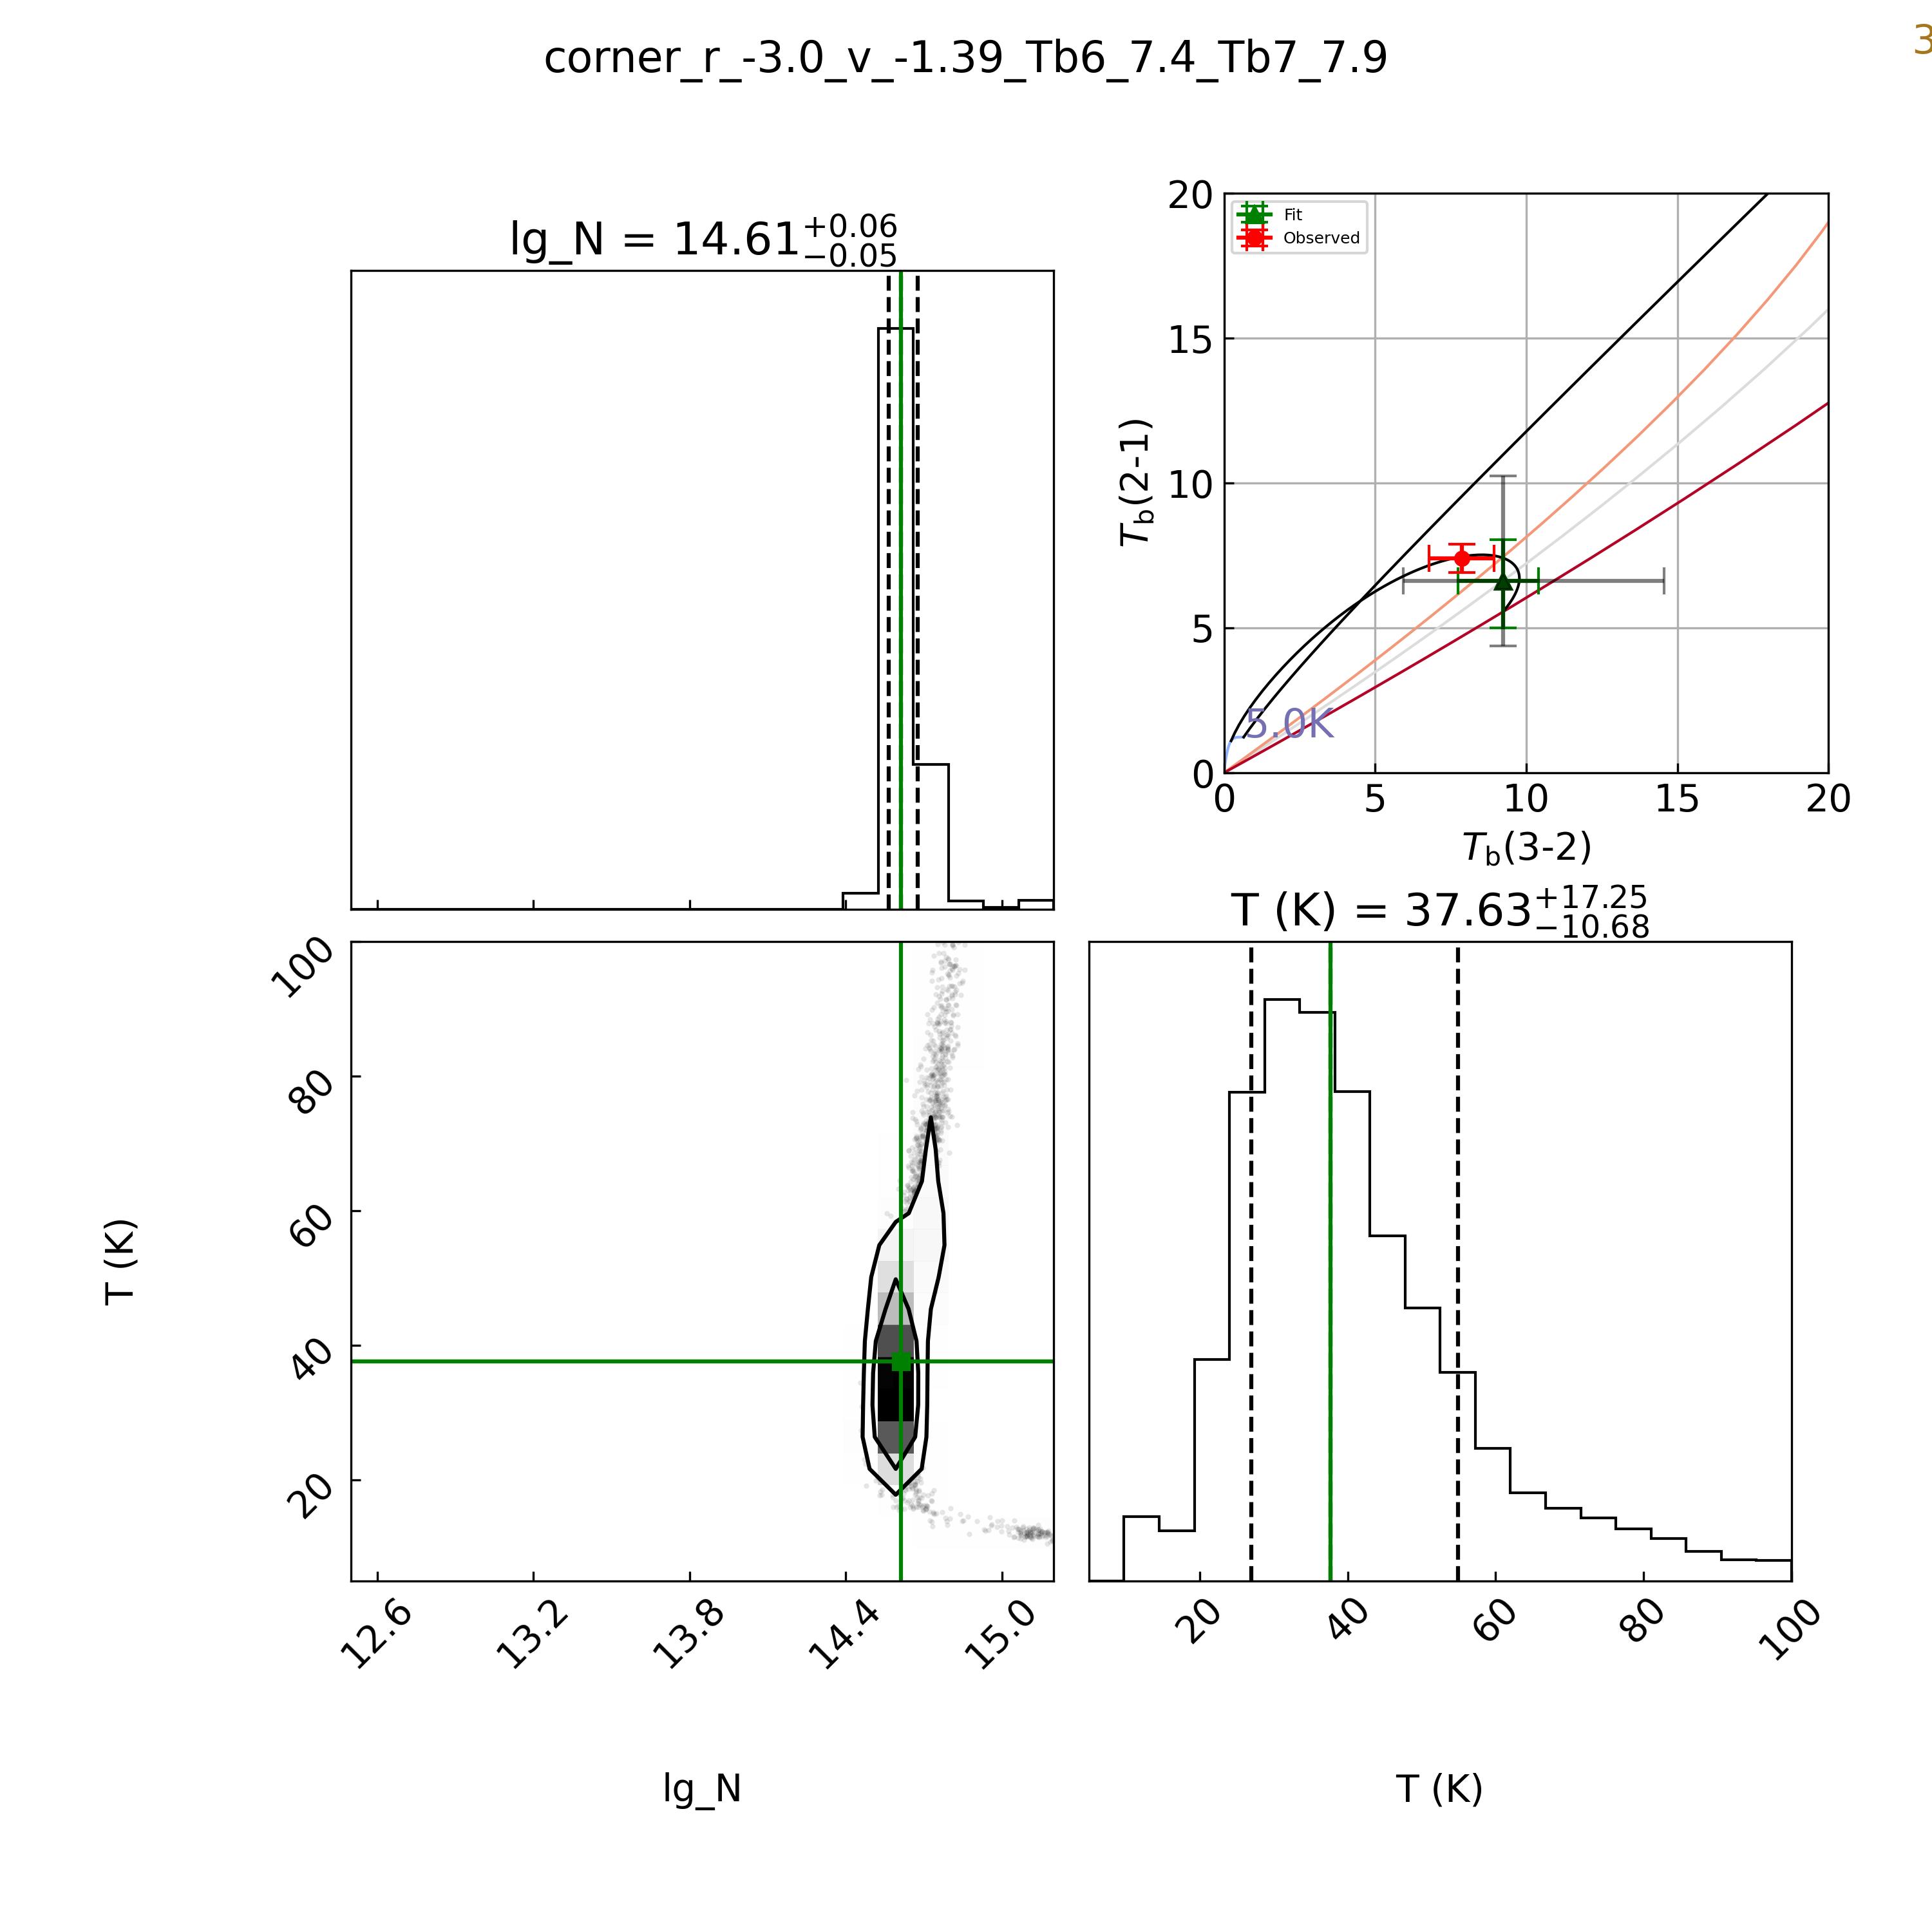 corner_r_-3.0_v_-1.39_Tb6_7.4_Tb7_7.9
3
lg_N = 14.61+0.06−0.05
20
15
10
5
0
Fit
Observed
5.0K
Tb(2-1)
0 5 10 15 20
Tb(3-2)
T (K) = 37.63+17.25−10.68
100
80
60
40
20
T (K)
12.6 13.2 13.8 14.4 15.0
20 40 60 80 100
lg_N
T (K)